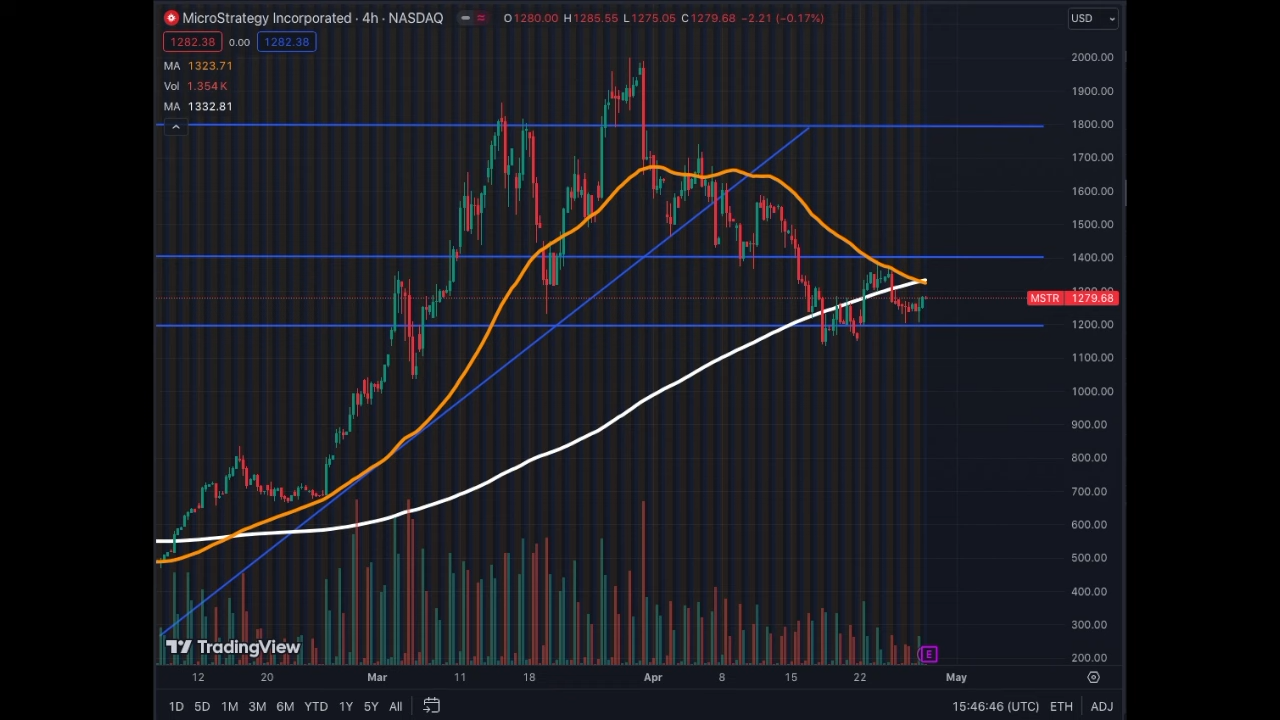 MicroStrategy Incorporated · 4h · NASDAQ O1280.00 H1285.55 L1275.05 C1279.68 −2.21 (−0.17%) USD
1282.38 0.00 1282.38
MA 1323.71
Vol 1.354K
MA 1332.81
2000.00
1900.00
1800.00
1700.00
1600.00
1500.00
1400.00
MSTR 1279.68
1200.00
1100.00
1000.00
900.00
800.00
700.00
600.00
500.00
400.00
300.00
200.00
TradingView
E
12 20 Mar 11 18 Apr 8 15 22 May
1D 5D 1M 3M 6M YTD 1Y 5Y All 15:46:46 (UTC) ETH ADJ